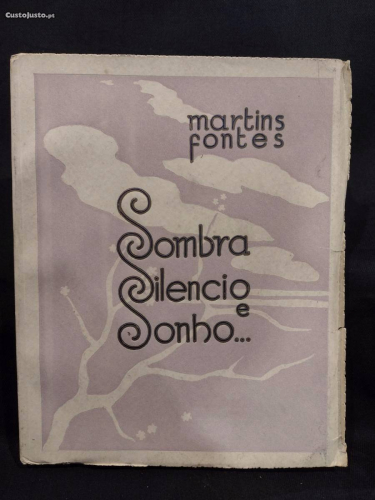 CustoJusto.pt
martins
fontes
Sombra
Silencio
e
Sonho...